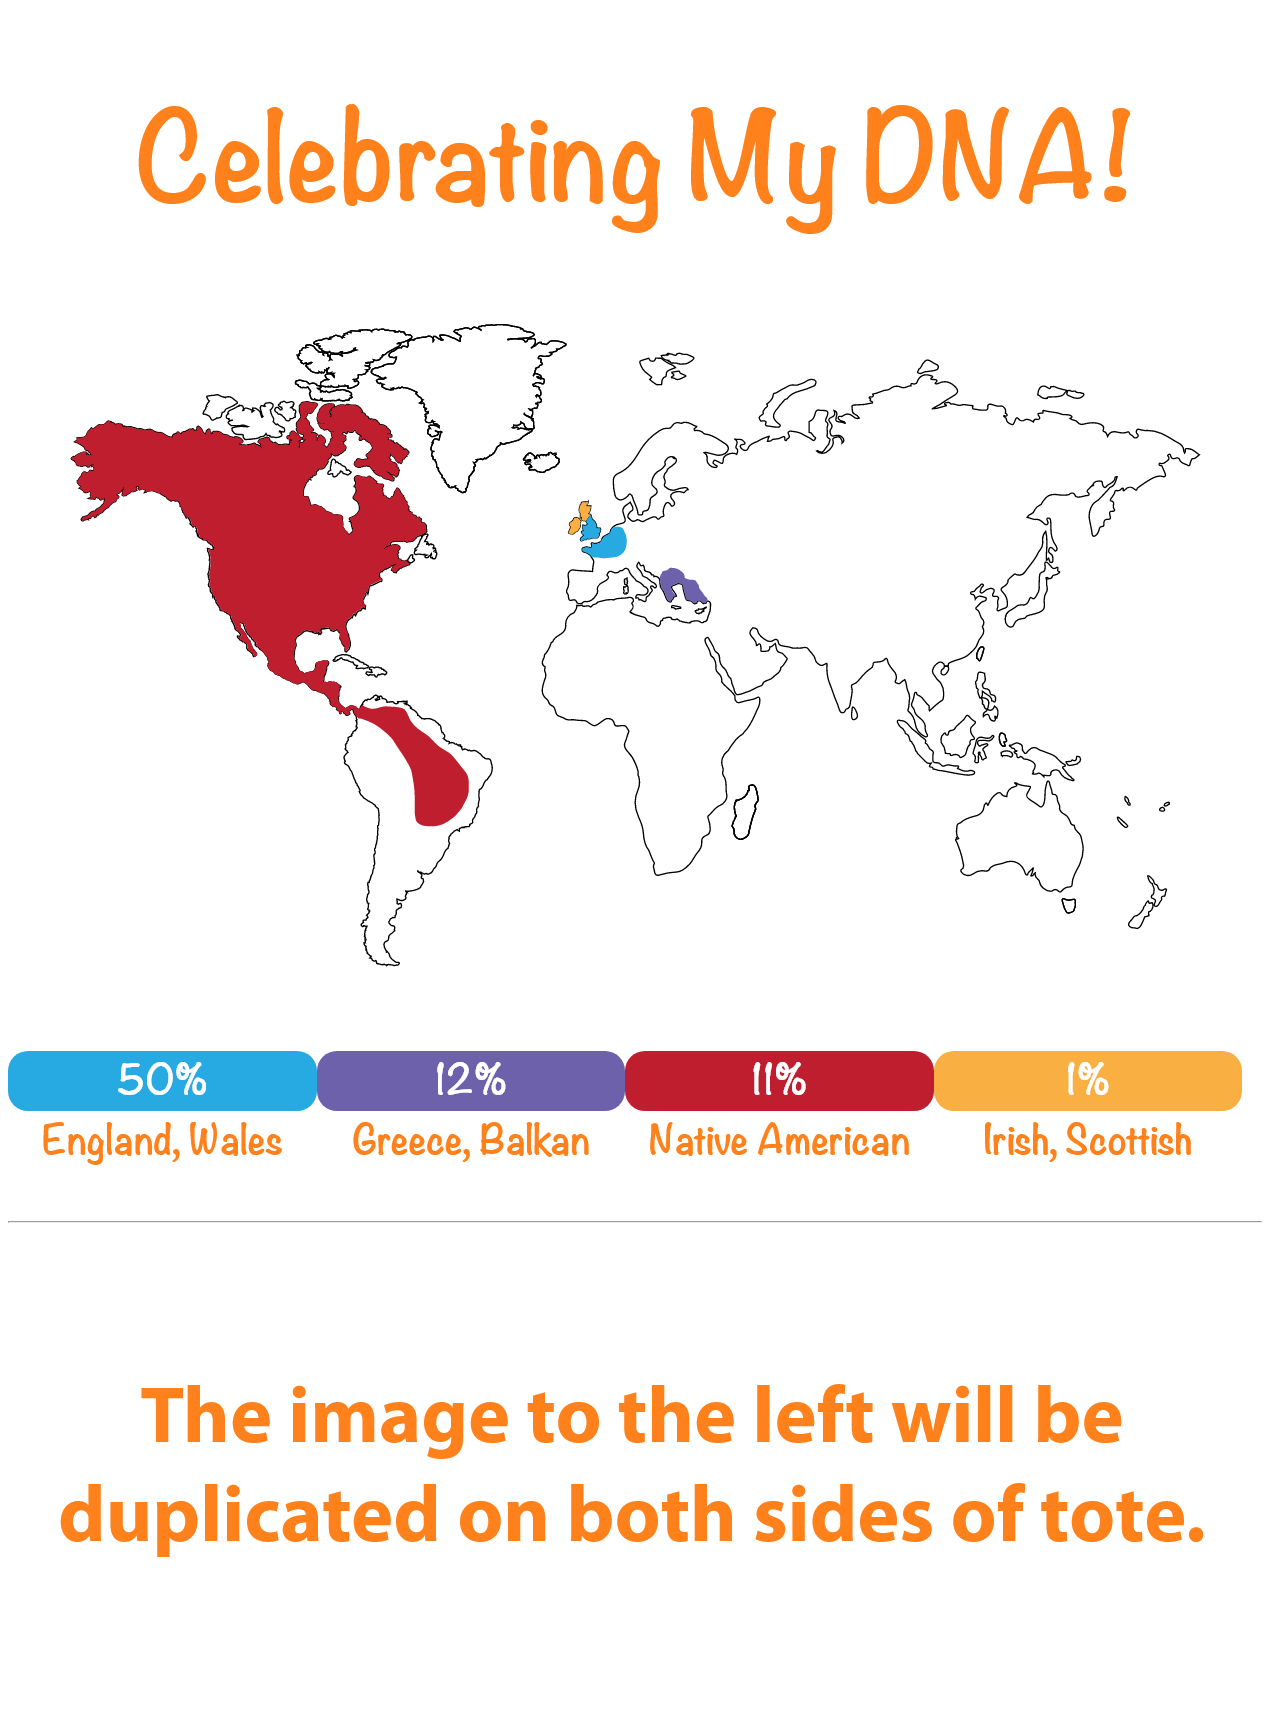 Celebrating My DNA!
50% 12% 11% 1%
England, Wales Greece, Balkan Native American Irish, Scottish
The image to the left will be
duplicated on both sides of tote.